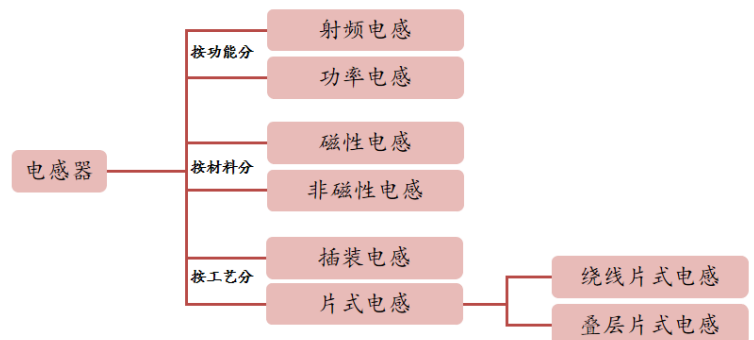 电感器
按功能分
射频电感
功率电感
按材料分
磁性电感
非磁性电感
按工艺分
插装电感
片式电感
绕线片式电感
叠层片式电感